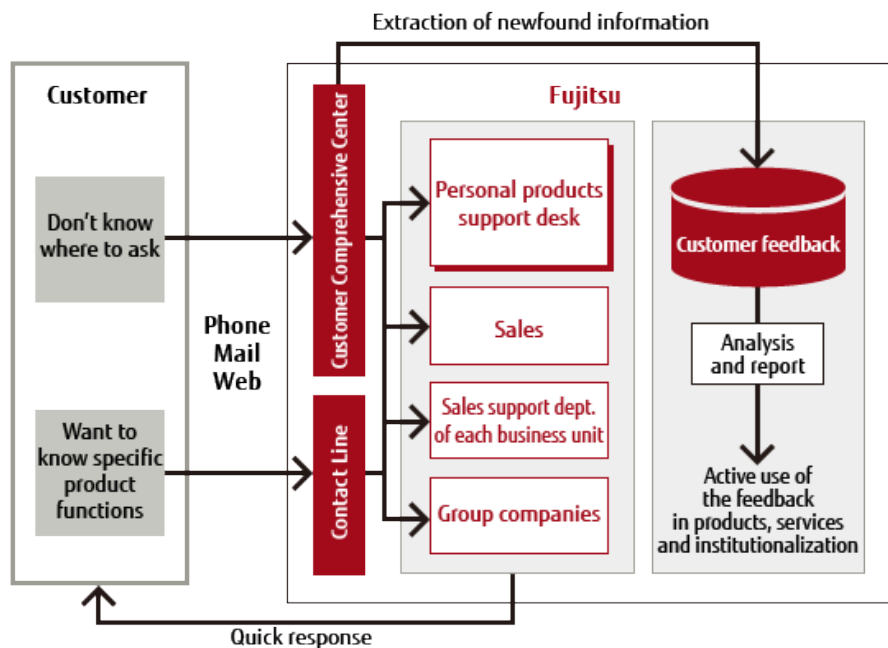 Extraction of newfound information
Customer
Fujitsu
Don't know
where to ask
Want to
know specific
product
functions
Phone
Mail
Web
Customer Comprehensive Center
Contact Line
Personal products
support desk
Sales
Sales support dept.
of each business unit
Group companies
Customer feedback
Analysis
and report
Active use of
the feedback
in products, services
and institutionalization
Quick response